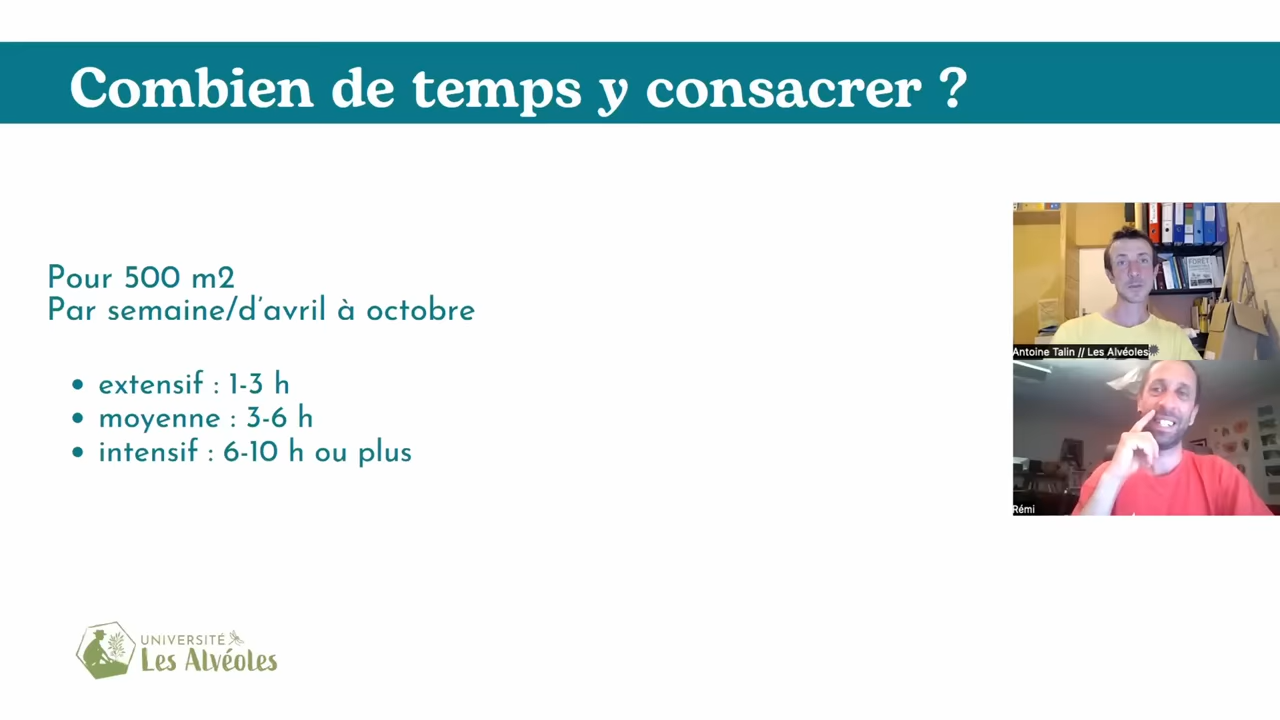 Combien de temps y consacrer ?
Pour 500 m2
Par semaine/d'avril à octobre
• extensif : 1-3 h
• moyenne : 3-6 h
• intensif : 6-10 h ou plus
FORÊT
Antoine Talin // Les Alvéoles
Rémi
UNIVERSITÉ
Les Alvéoles